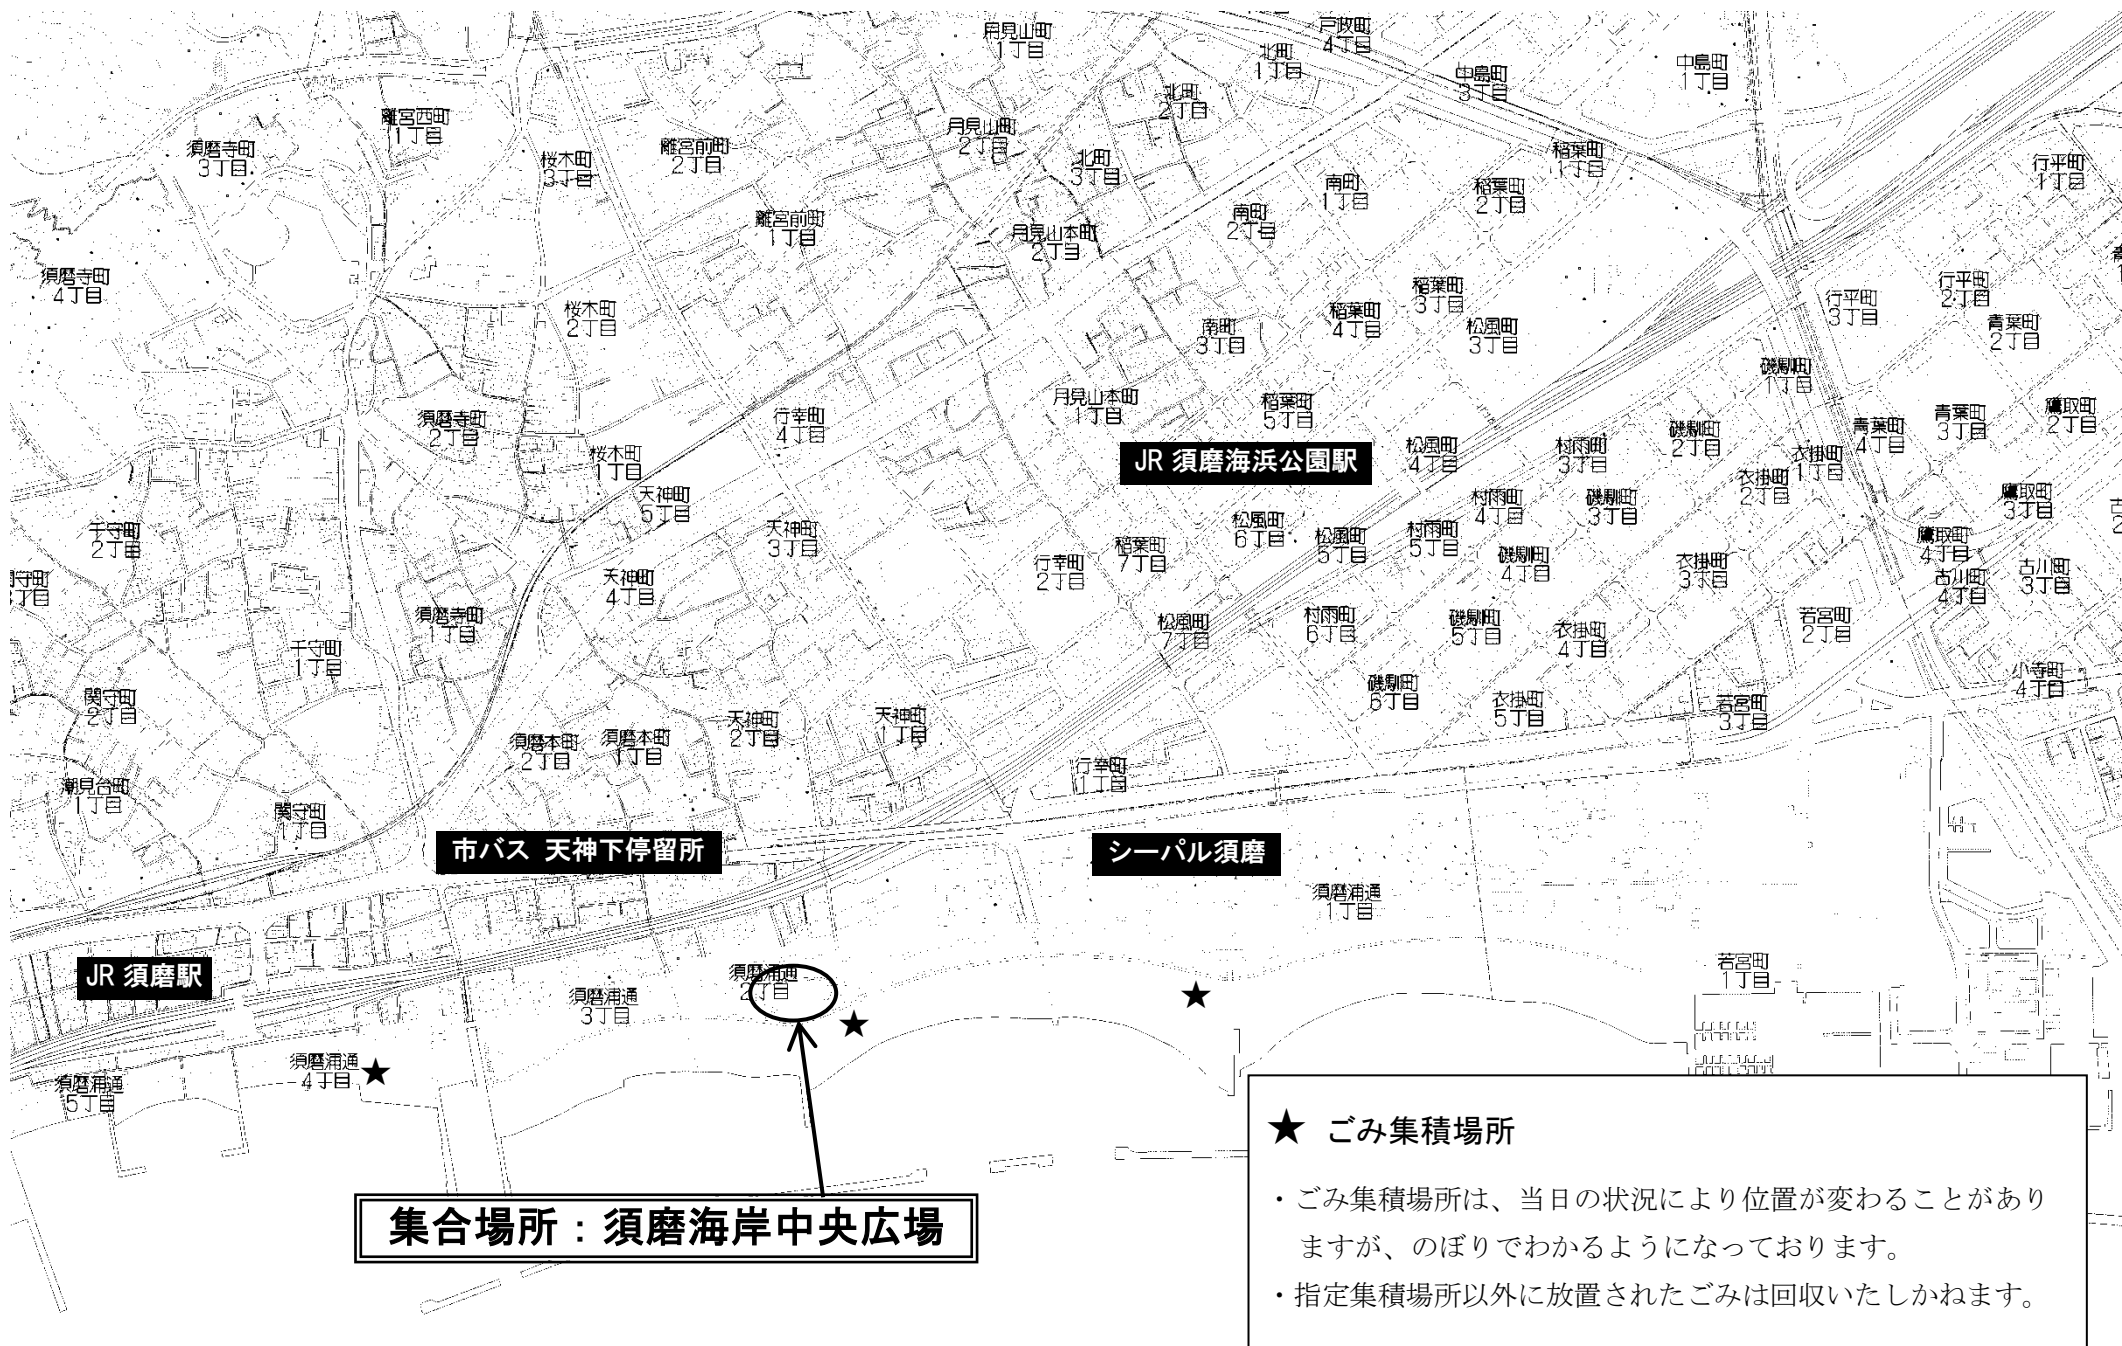 月見山町
1丁目
戸政町
4丁目
北町
1丁目
中島町
3丁目
中島町
1丁目
離宮西町
1丁目
北町
2丁目
須磨寺町
3丁目
桜木町
3丁目
離宮前町
2丁目
月見山町
2丁目
北町
3丁目
稲葉町
1丁目
行平町
1丁目
南町
1丁目
稲葉町
2丁目
離宮前町
1丁目
南町
2丁目
月見山本町
2丁目
須磨寺町
4丁目
稲葉町
3丁目
行平町
2丁目
行平町
3丁目
桜木町
2丁目
稲葉町
4丁目
南町
3丁目
松風町
3丁目
青葉町
2丁目
磯馴町
1丁目
月見山本町
1丁目
稲葉町
5丁目
須磨寺町
2丁目
行幸町
4丁目
青葉町
4丁目
青葉町
3丁目
鷹取町
2丁目
桜木町
1丁目
JR 須磨海浜公園駅
松風町
4丁目
村雨町
3丁目
磯馴町
2丁目
衣掛町
1丁目
衣掛町
2丁目
天神町
5丁目
村雨町
4丁目
磯馴町
3丁目
鷹取町
3丁目
千守町
2丁目
天神町
3丁目
松風町
6丁目
松風町
5丁目
村雨町
5丁目
鷹取町
4丁目
行幸町
2丁目
稲葉町
7丁目
磯馴町
4丁目
衣掛町
3丁目
古川町
4丁目
古川町
3丁目
天神町
4丁目
須磨寺町
1丁目
松風町
7丁目
村雨町
6丁目
磯馴町
5丁目
衣掛町
4丁目
若宮町
2丁目
千守町
1丁目
関守町
2丁目
磯馴町
6丁目
衣掛町
5丁目
若宮町
3丁目
小寺町
4丁目
須磨本町
2丁目
須磨本町
1丁目
天神町
2丁目
天神町
1丁目
潮見台町
1丁目
関守町
1丁目
行幸町
1丁目
市バス 天神下停留所
シーパル須磨
須磨浦通
1丁目
JR 須磨駅
須磨浦通
3丁目
須磨浦通
2丁目
★
★
若宮町
1丁目
須磨浦通
5丁目
須磨浦通
4丁目
★
集合場所：須磨海岸中央広場
★ ごみ集積場所
・ごみ集積場所は、当日の状況により位置が変わることがあり
ますが、のぼりでわかるようになっております。
・指定集積場所以外に放置されたごみは回収いたしかねます。